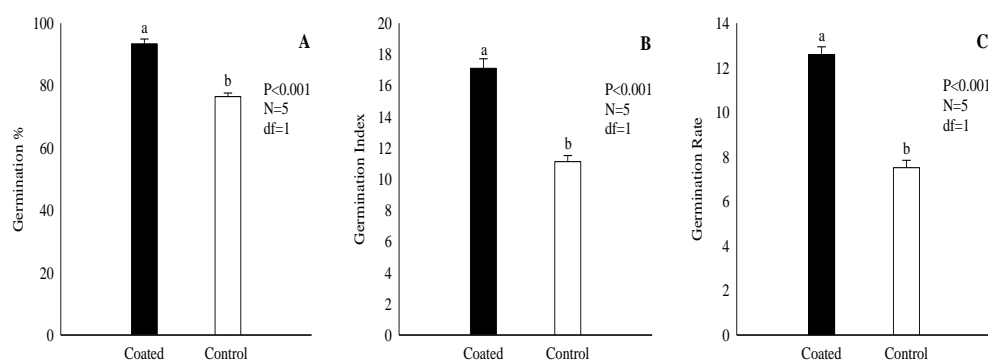 A
100
80
60
40
20
0
Germination %
a
b
P<0.001
N=5
df=1
Coated
Control
B
20
18
16
14
12
10
8
6
4
2
0
Germination Index
a
b
P<0.001
N=5
df=1
Coated
Control
C
14
12
10
8
6
4
2
0
Germination Rate
a
b
P<0.001
N=5
df=1
Coated
Control